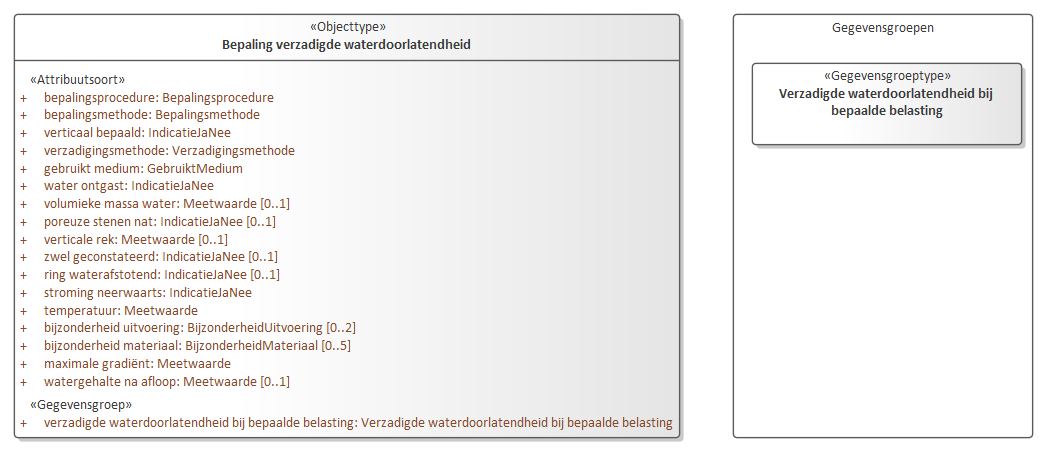 «Objecttype»
Bepaling verzadigde waterdoorlatendheid
«Attribuutsoort»
+ bepalingsprocedure: Bepalingsprocedure
+ bepalingsmethode: Bepalingsmethode
+ verticaal bepaald: IndicatieJaNee
+ verzadigingsmethode: Verzadigingsmethode
+ gebruikt medium: GebruiktMedium
+ water ontgast: IndicatieJaNee
+ volumieke massa water: Meetwaarde [0..1]
+ poreuze stenen nat: IndicatieJaNee [0..1]
+ verticale rek: Meetwaarde [0..1]
+ zwel geconstateerd: IndicatieJaNee [0..1]
+ ring waterafstotend: IndicatieJaNee [0..1]
+ stroming neerwaarts: IndicatieJaNee
+ temperatuur: Meetwaarde
+ bijzonderheid uitvoering: BijzonderheidUitvoering [0..2]
+ bijzonderheid materiaal: BijzonderheidMateriaal [0..5]
+ maximale gradiënt: Meetwaarde
+ watergehalte na afloop: Meetwaarde [0..1]
«Gegevensgroep»
+ verzadigde waterdoorlatendheid bij bepaalde belasting: Verzadigde waterdoorlatendheid bij bepaalde belasting
Gegevensgroepen
«Gegevensgroeptype»
Verzadigde waterdoorlatendheid bij
bepaalde belasting